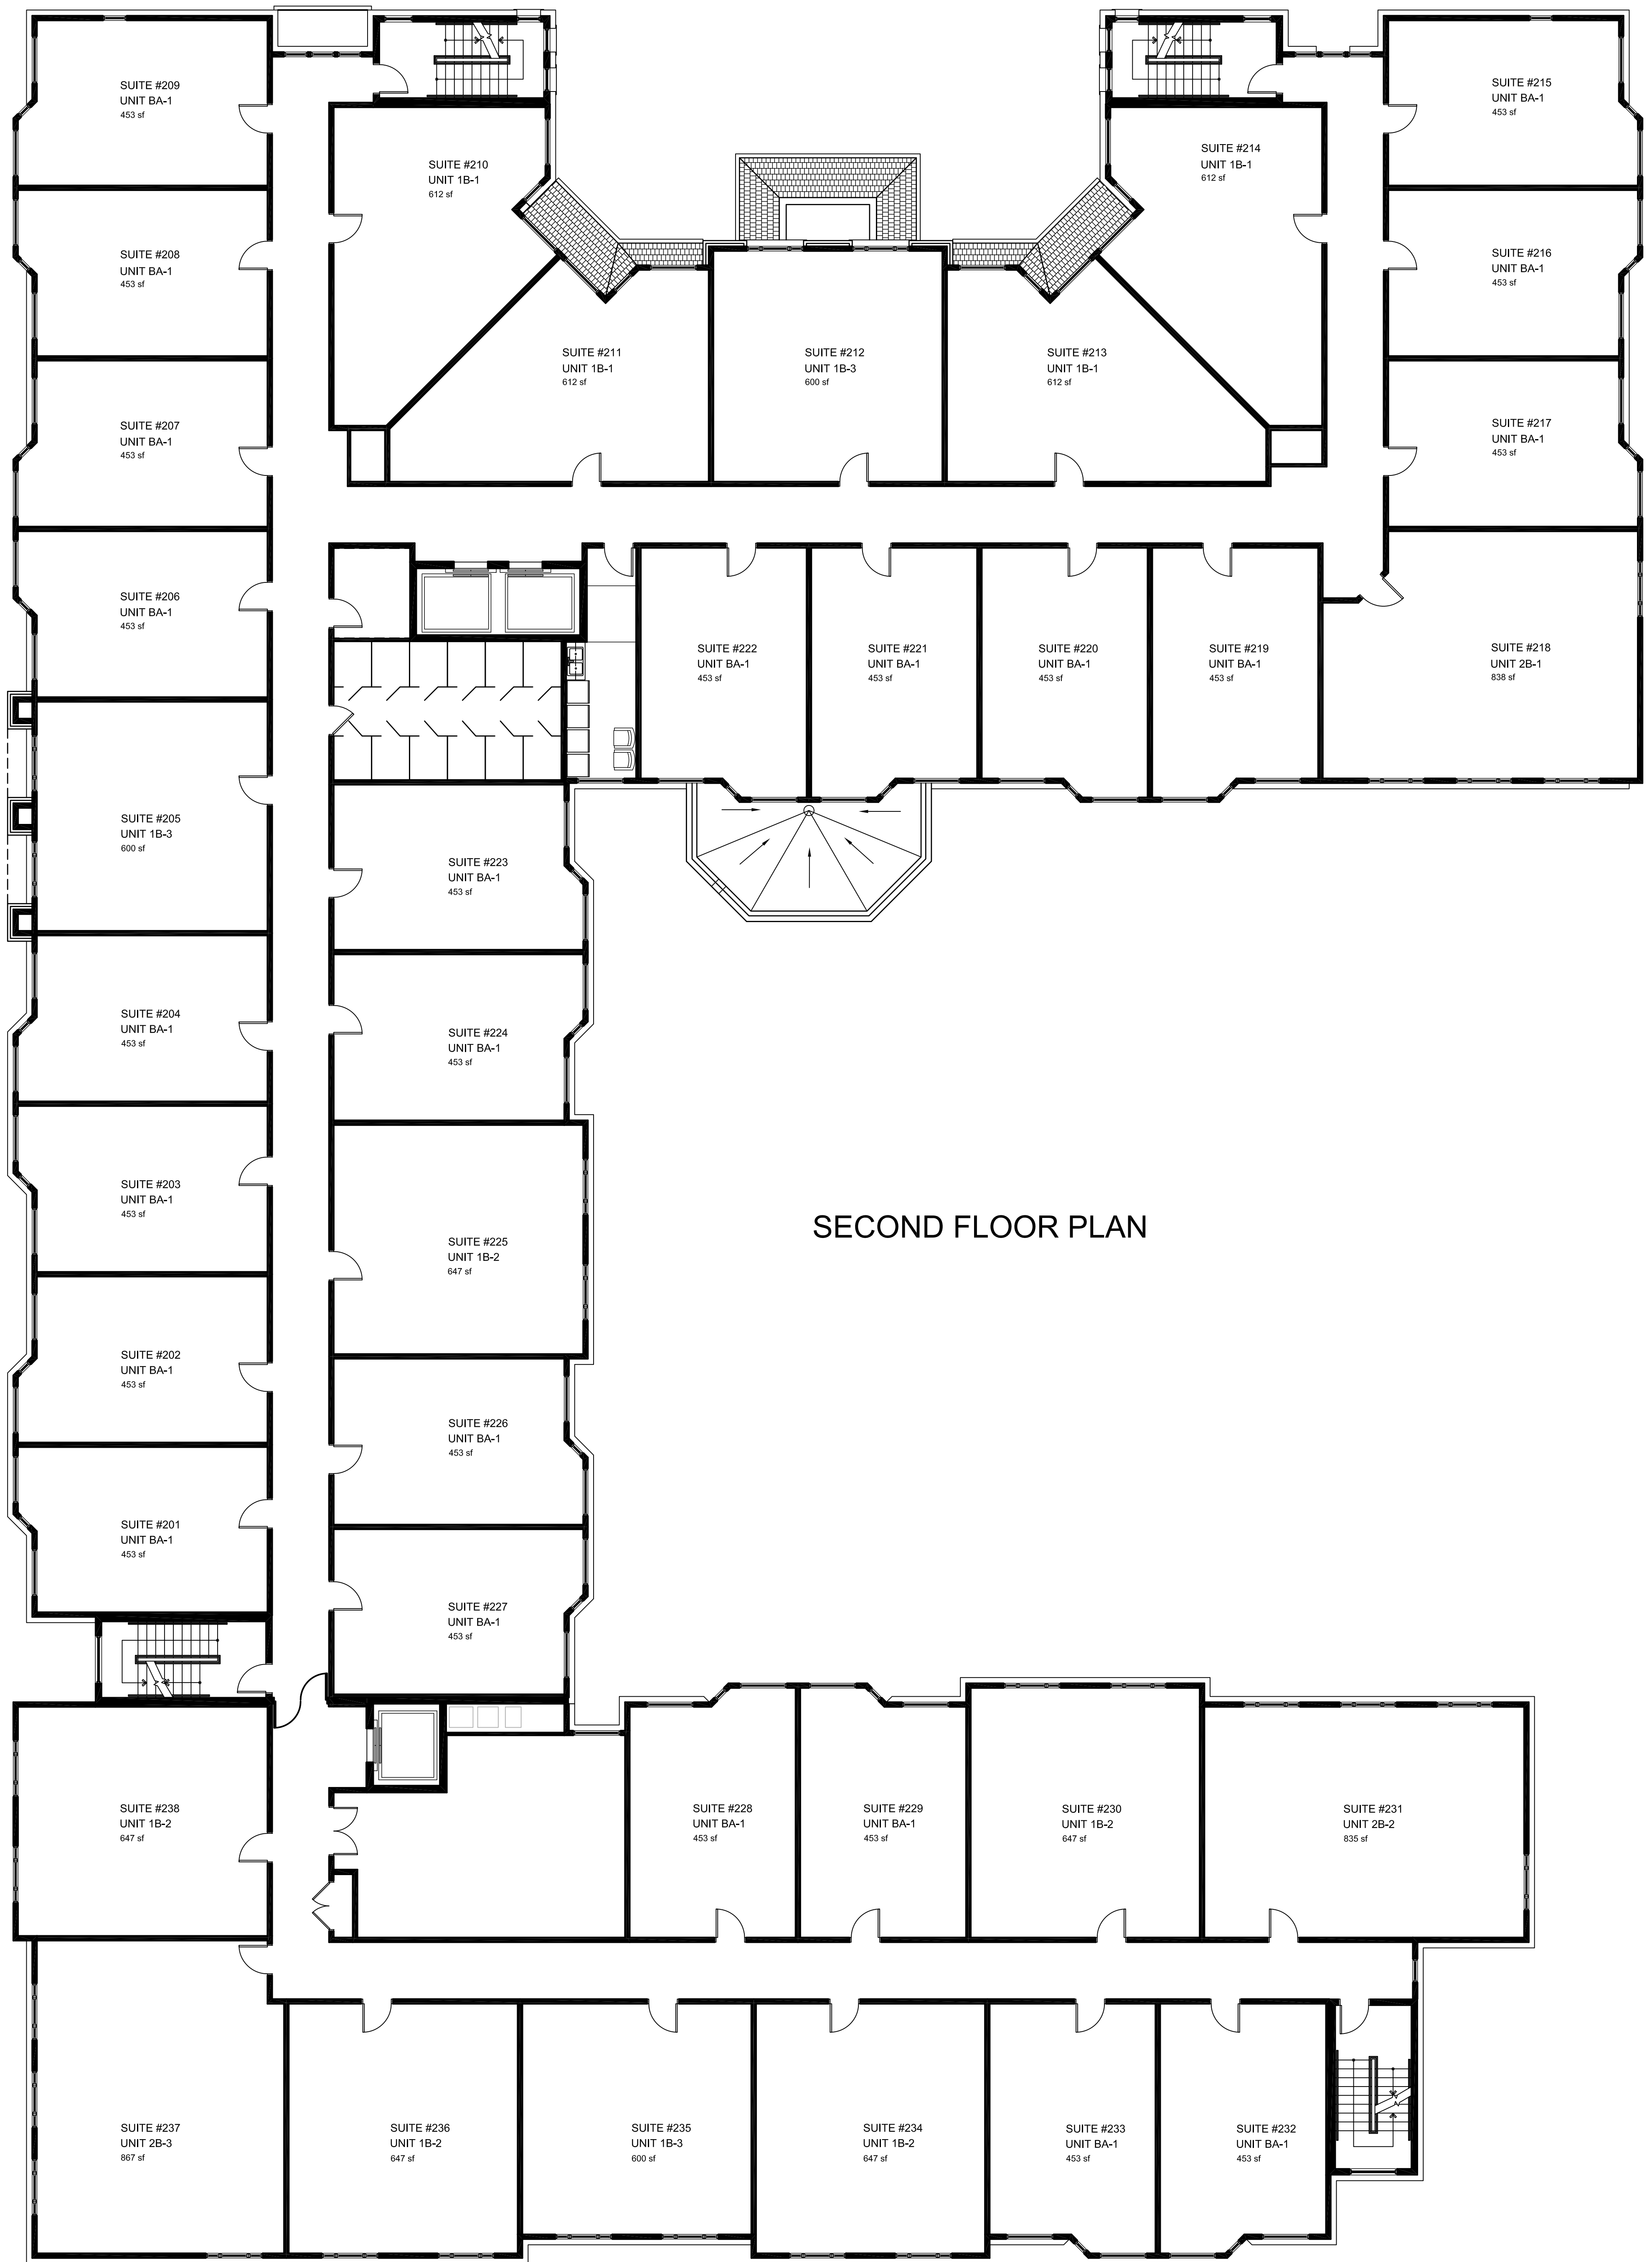 SUITE #209
UNIT BA-1
453 sf
SUITE #215
UNIT BA-1
453 sf
SUITE #210
UNIT 1B-1
612 sf
SUITE #214
UNIT 1B-1
612 sf
SUITE #208
UNIT BA-1
453 sf
SUITE #216
UNIT BA-1
453 sf
SUITE #211
UNIT 1B-1
612 sf
SUITE #212
UNIT 1B-3
600 sf
SUITE #213
UNIT 1B-1
612 sf
SUITE #207
UNIT BA-1
453 sf
SUITE #217
UNIT BA-1
453 sf
SUITE #206
UNIT BA-1
453 sf
SUITE #222
UNIT BA-1
453 sf
SUITE #221
UNIT BA-1
453 sf
SUITE #220
UNIT BA-1
453 sf
SUITE #219
UNIT BA-1
453 sf
SUITE #218
UNIT 2B-1
838 sf
SUITE #205
UNIT 1B-3
600 sf
SUITE #223
UNIT BA-1
453 sf
SUITE #204
UNIT BA-1
453 sf
SUITE #224
UNIT BA-1
453 sf
SUITE #203
UNIT BA-1
453 sf
SECOND FLOOR PLAN
SUITE #225
UNIT 1B-2
647 sf
SUITE #202
UNIT BA-1
453 sf
SUITE #226
UNIT BA-1
453 sf
SUITE #201
UNIT BA-1
453 sf
SUITE #227
UNIT BA-1
453 sf
SUITE #238
UNIT 1B-2
647 sf
SUITE #228
UNIT BA-1
453 sf
SUITE #229
UNIT BA-1
453 sf
SUITE #230
UNIT 1B-2
647 sf
SUITE #231
UNIT 2B-2
835 sf
SUITE #237
UNIT 2B-3
867 sf
SUITE #236
UNIT 1B-2
647 sf
SUITE #235
UNIT 1B-3
600 sf
SUITE #234
UNIT 1B-2
647 sf
SUITE #233
UNIT BA-1
453 sf
SUITE #232
UNIT BA-1
453 sf